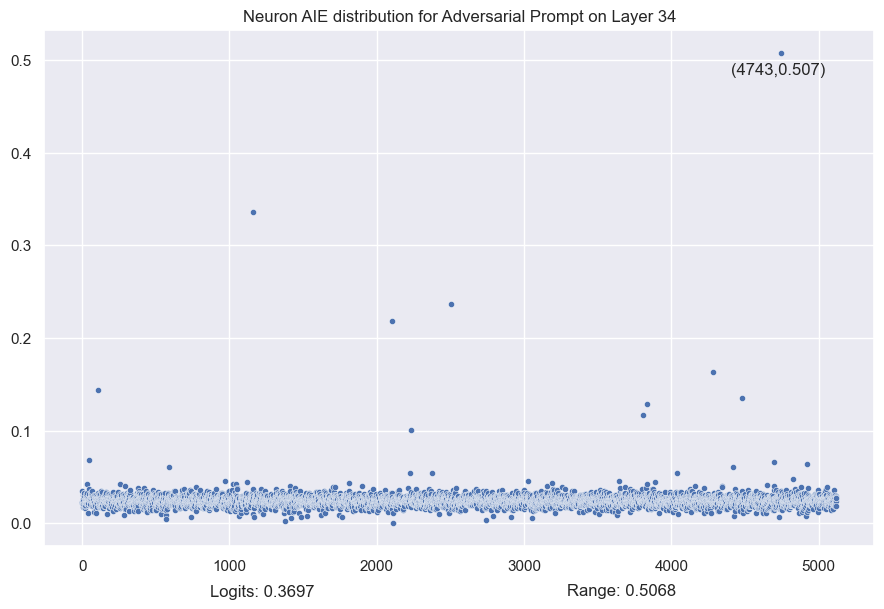 Neuron AIE distribution for Adversarial Prompt on Layer 34
0.5
(4743,0.507)
0.4
0.3
0.2
0.1
0.0
0 1000 2000 3000 4000 5000
Logits: 0.3697 Range: 0.5068